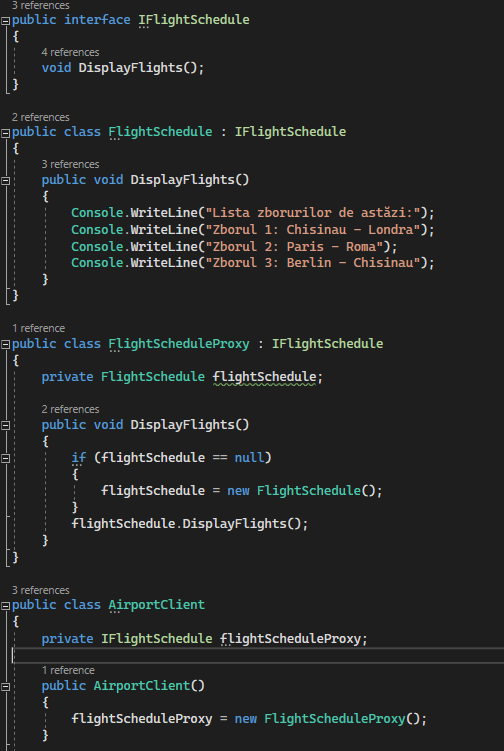 3 references
public interface IFlightSchedule
{
4 references
void DisplayFlights();
}
2 references
public class FlightSchedule : IFlightSchedule
{
3 references
public void DisplayFlights()
{
Console.WriteLine("Lista zborurilor de astăzi:");
Console.WriteLine("Zborul 1: Chisinau - Londra");
Console.WriteLine("Zborul 2: Paris - Roma");
Console.WriteLine("Zborul 3: Berlin - Chisinau");
}
}
1 reference
public class FlightScheduleProxy : IFlightSchedule
{
private FlightSchedule flightSchedule;
2 references
public void DisplayFlights()
{
if (flightSchedule == null)
{
flightSchedule = new FlightSchedule();
}
flightSchedule.DisplayFlights();
}
}
3 references
public class AirportClient
{
private IFlightSchedule flightScheduleProxy;
1 reference
public AirportClient()
{
flightScheduleProxy = new FlightScheduleProxy();
}